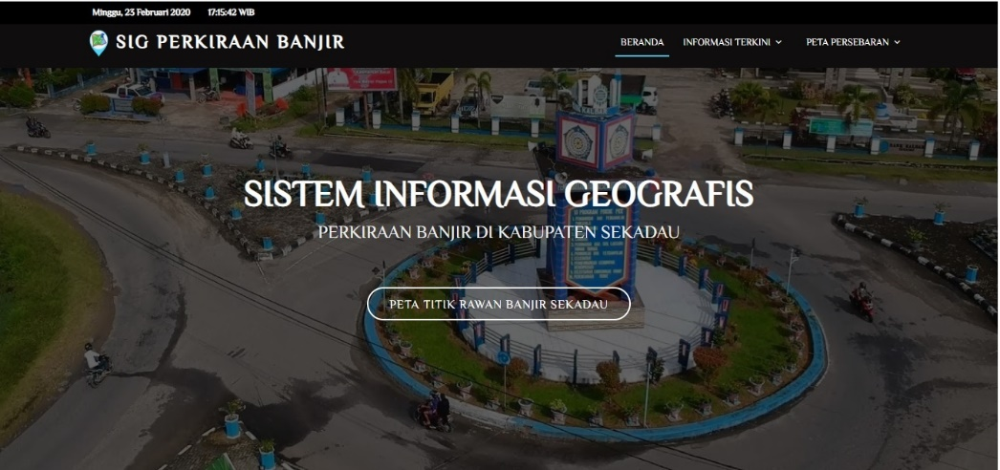 Minggu, 23 Februari 2020 17:15:42 WIB
SIG PERKIRAAN BANJIR
BERANDA INFORMASI TERKINI PETA PERSEBARAN
SISTEM INFORMASI GEOGRAFIS
PERKIRAAN BANJIR DI KABUPATEN SEKADAU
PETA TITIK RAWAN BANJIR SEKADAU